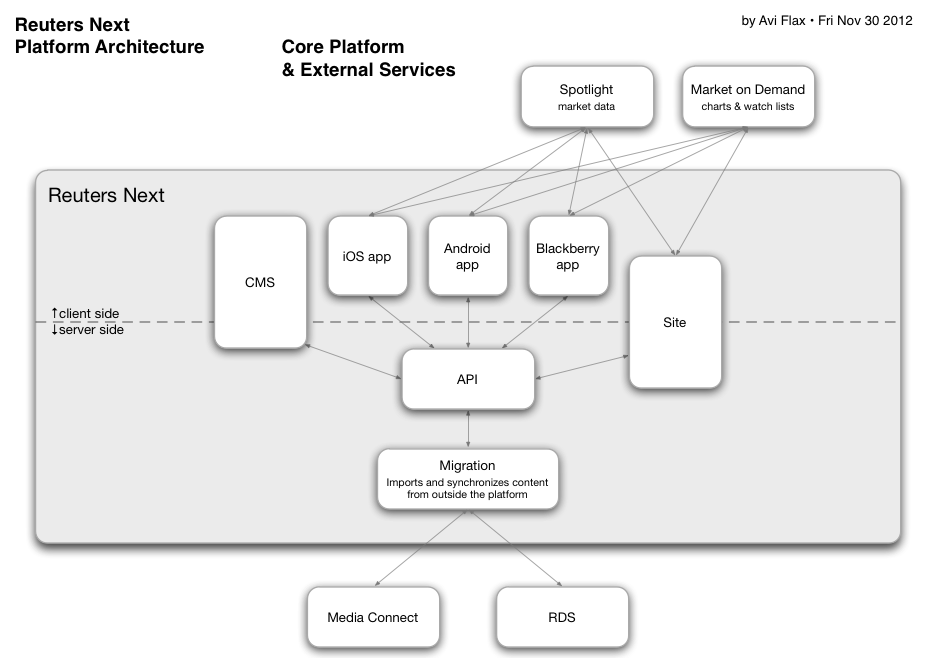 Reuters Next
Platform Architecture
Core Platform
& External Services
by Avi Flax • Fri Nov 30 2012
Spotlight
market data
Market on Demand
charts & watch lists
Reuters Next
CMS
iOS app
Android
app
Blackberry
app
Site
↑client side
↓server side
API
Migration
Imports and synchronizes content
from outside the platform
Media Connect
RDS